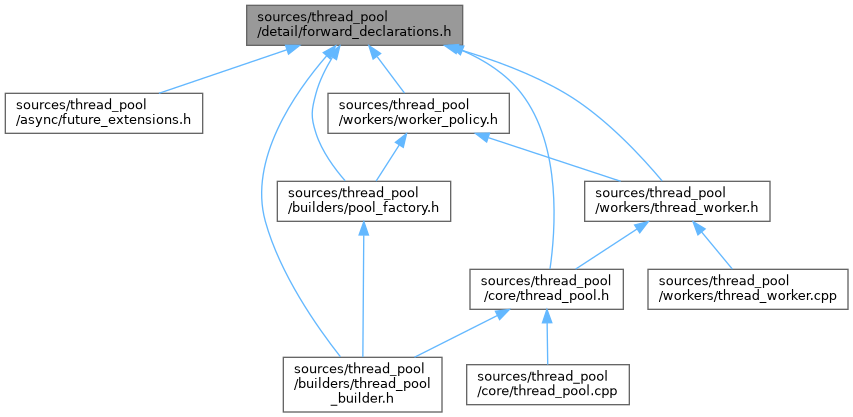 sources/thread_pool
/detail/forward_declarations.h
sources/thread_pool
/async/future_extensions.h
sources/thread_pool
/workers/worker_policy.h
sources/thread_pool
/builders/pool_factory.h
sources/thread_pool
/workers/thread_worker.h
sources/thread_pool
/core/thread_pool.h
sources/thread_pool
/workers/thread_worker.cpp
sources/thread_pool
/builders/thread_pool
_builder.h
sources/thread_pool
/core/thread_pool.cpp